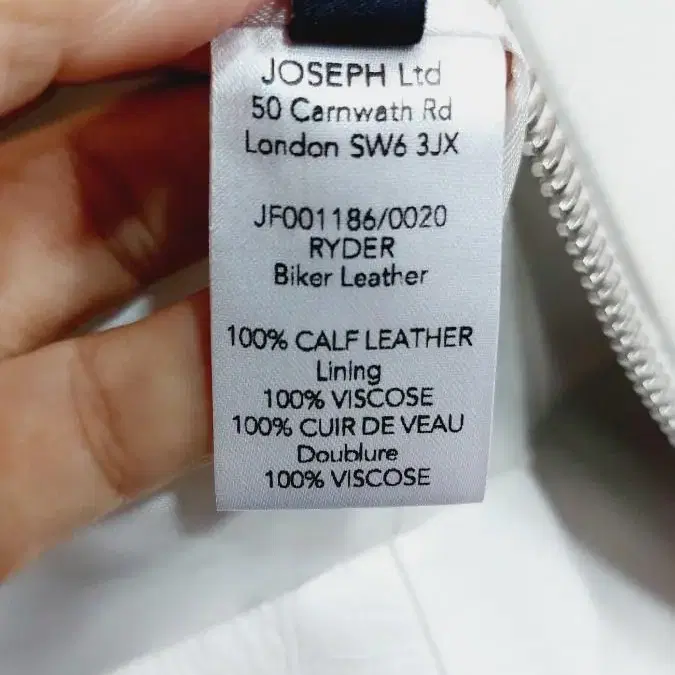 JOSEPH Ltd
50 Carnwath Rd
London SW6 3JX
JF001186/0020
RYDER
Biker Leather
100% CALF LEATHER
Lining
100% VISCOSE
100% CUIR DE VEAU
Doublure
100% VISCOSE